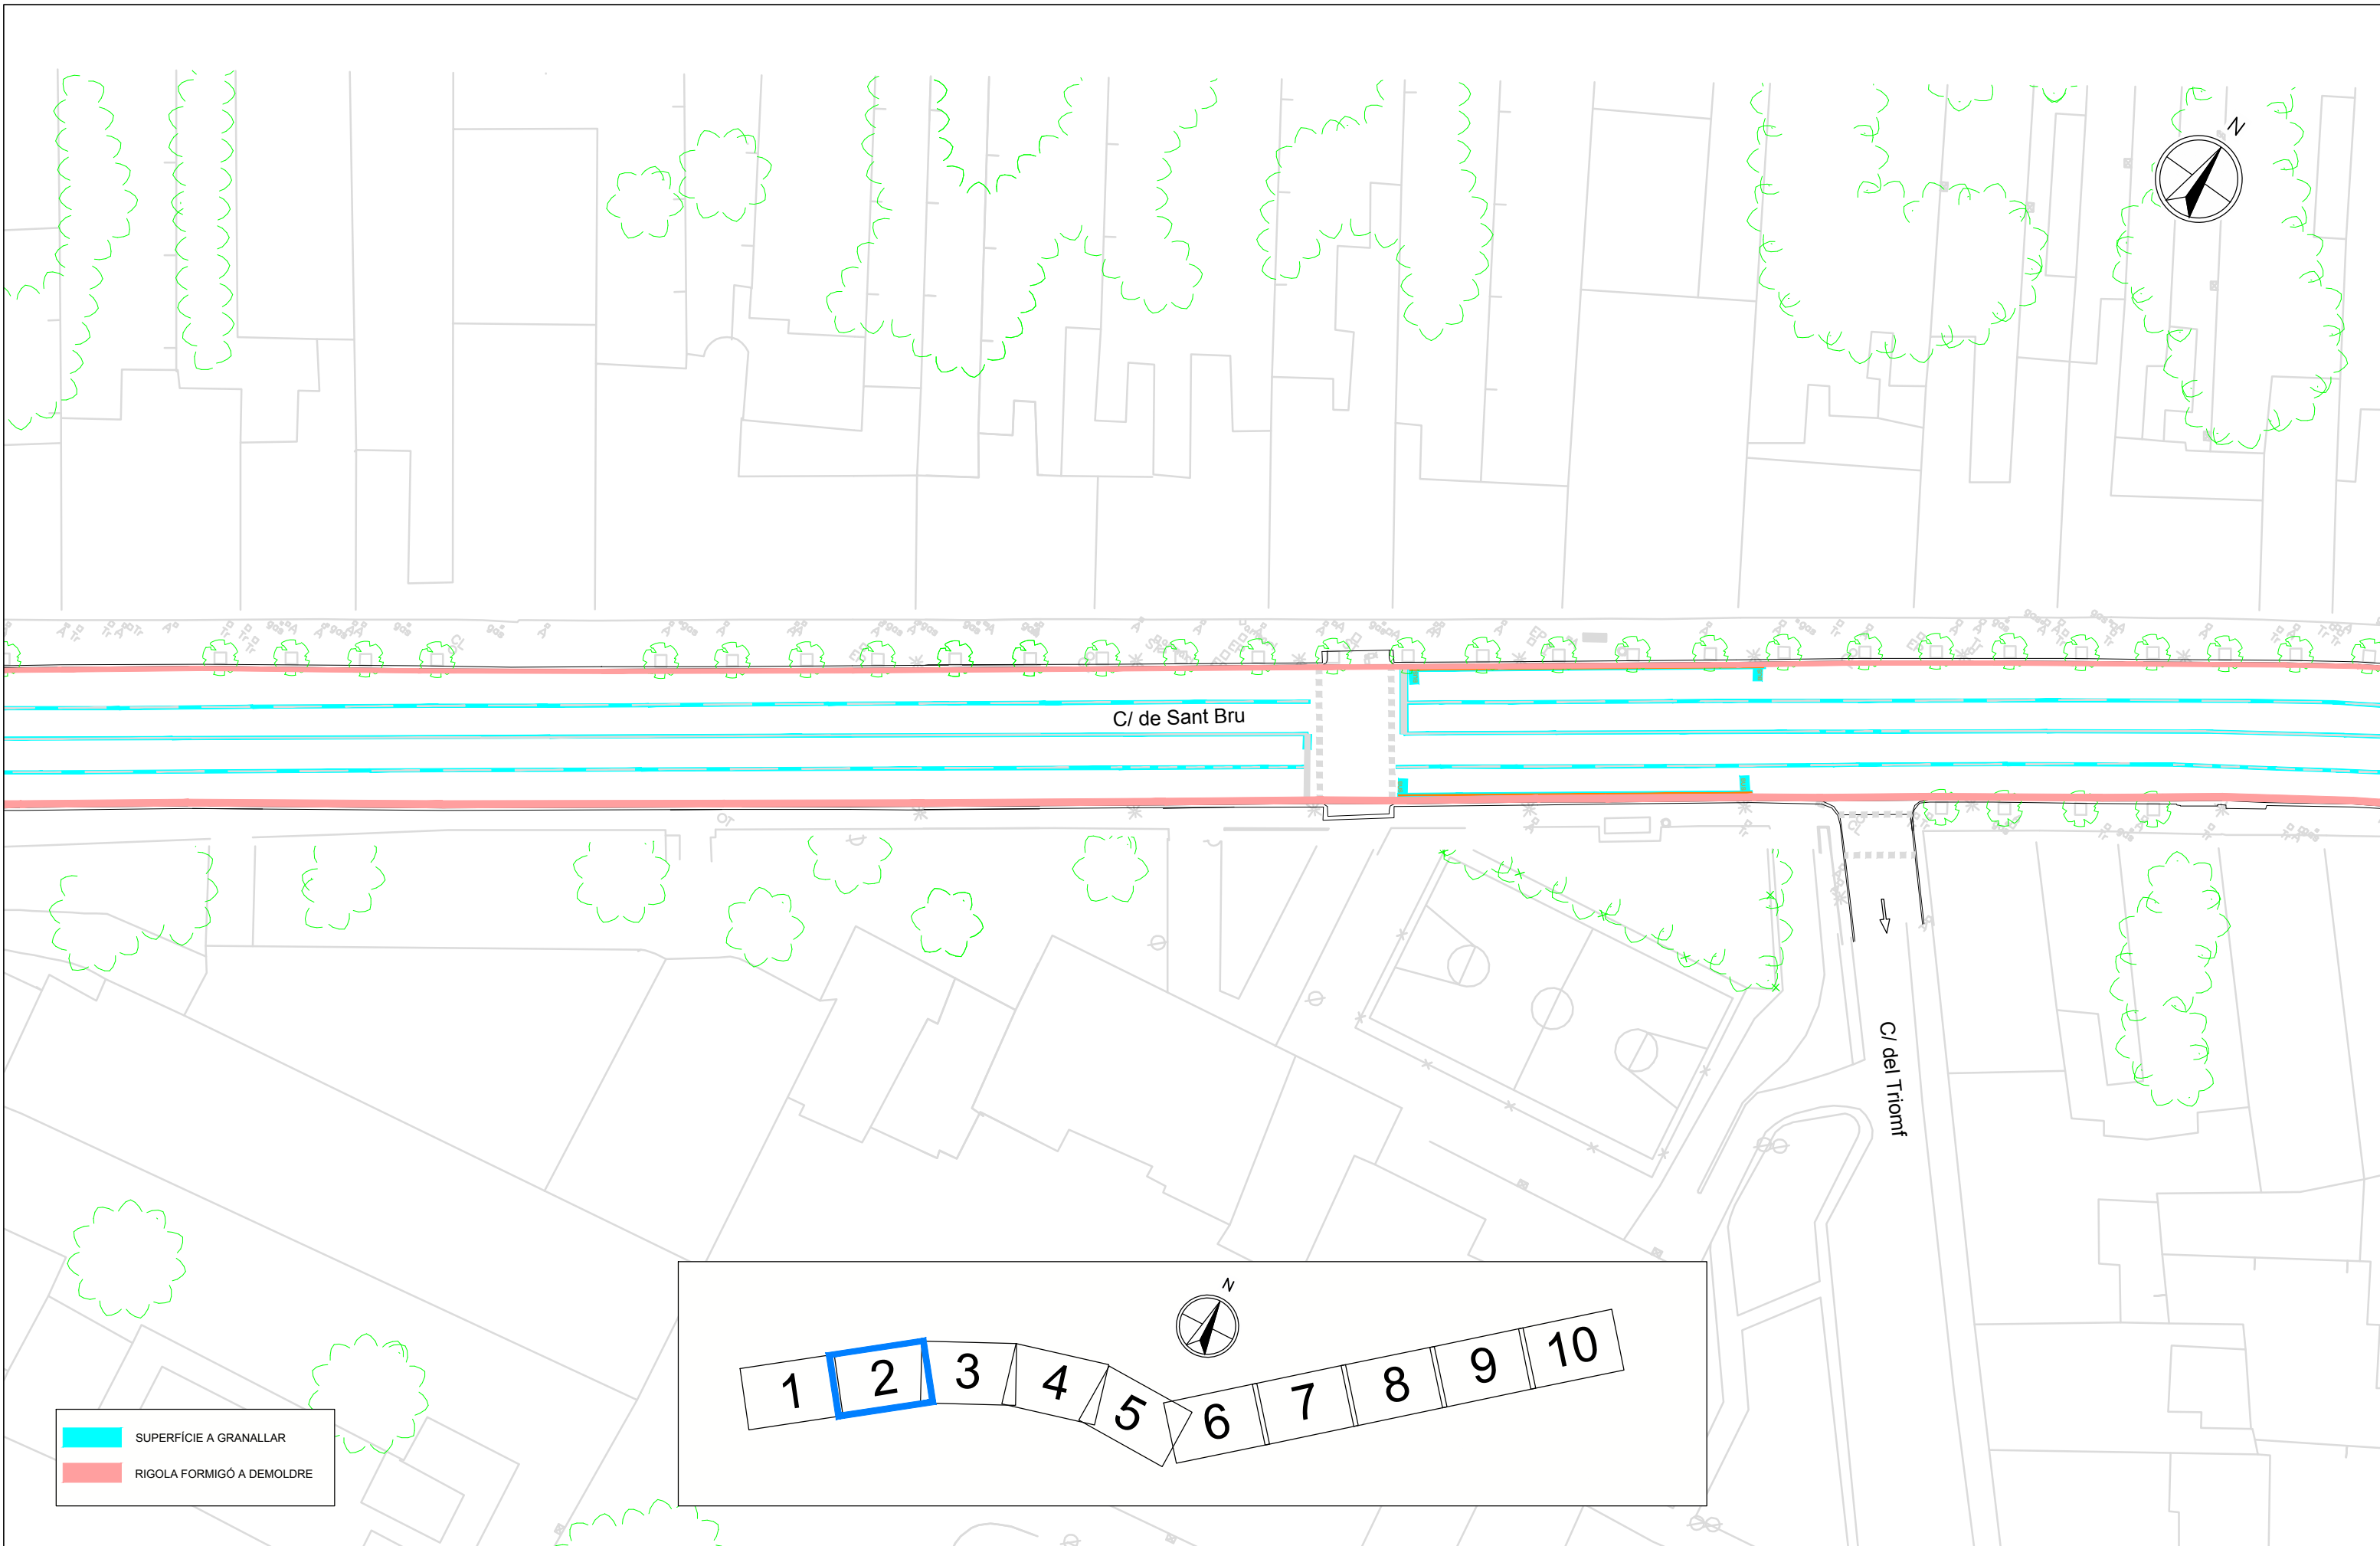 N
C/ de Sant Bru
C/ del Triomf
N
1 2 3 4 5 6 7 8 9 10
SUPERFÍCIE A GRANALLAR
RIGOLA FORMIGÓ A DEMOLDRE